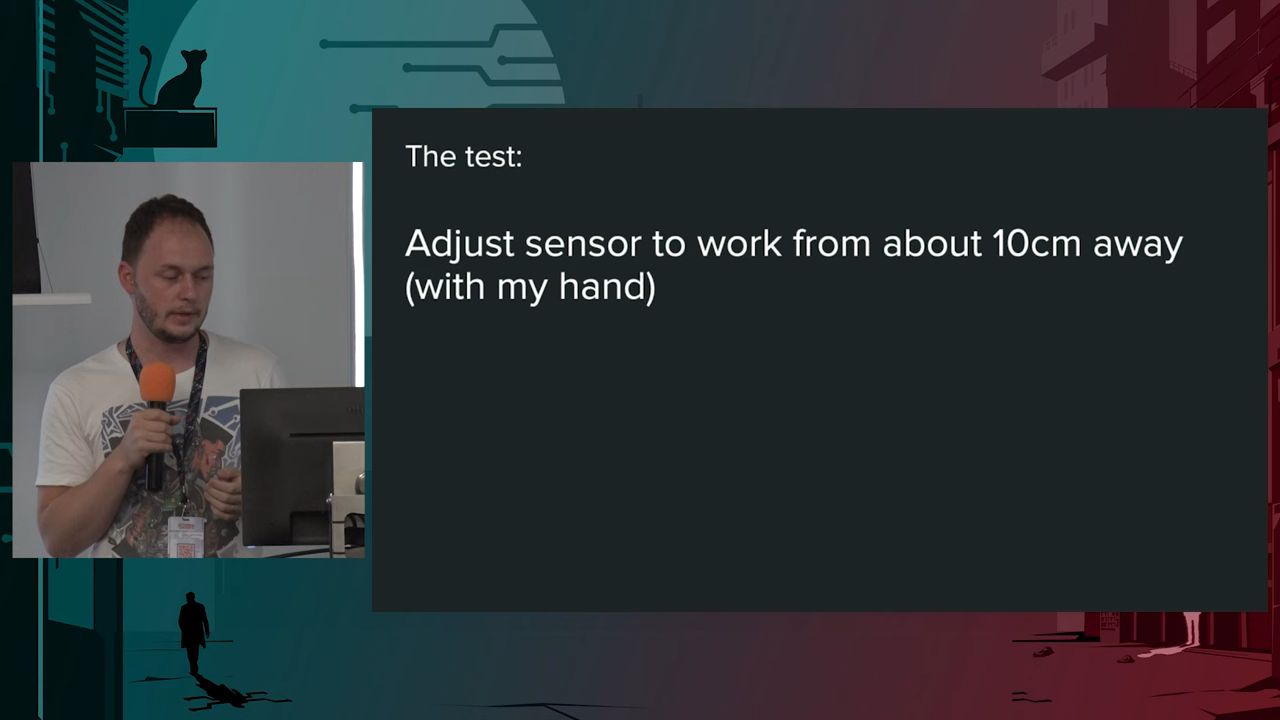 The test:
Adjust sensor to work from about 10cm away
(with my hand)